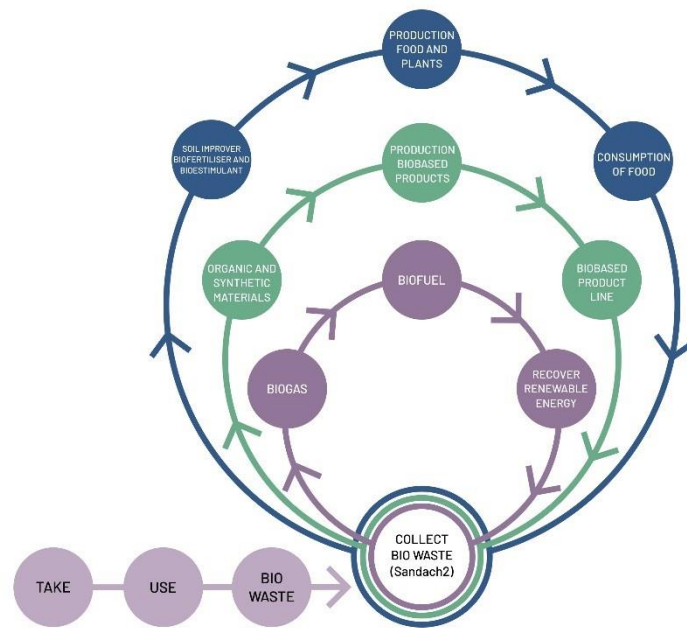 PRODUCTION
FOOD AND
PLANTS
SOIL IMPROVER
BIOFERTILISER AND
BIOESTIMULANT
CONSUMPTION
OF FOOD
PRODUCTION
BIOBASED
PRODUCTS
ORGANIC AND
SYNTHETIC
MATERIALS
BIOBASED
PRODUCT
LINE
BIOFUEL
BIOGAS
RECOVER
RENEWABLE
ENERGY
COLLECT
BIO WASTE
(Sandach2)
TAKE
USE
BIO
WASTE